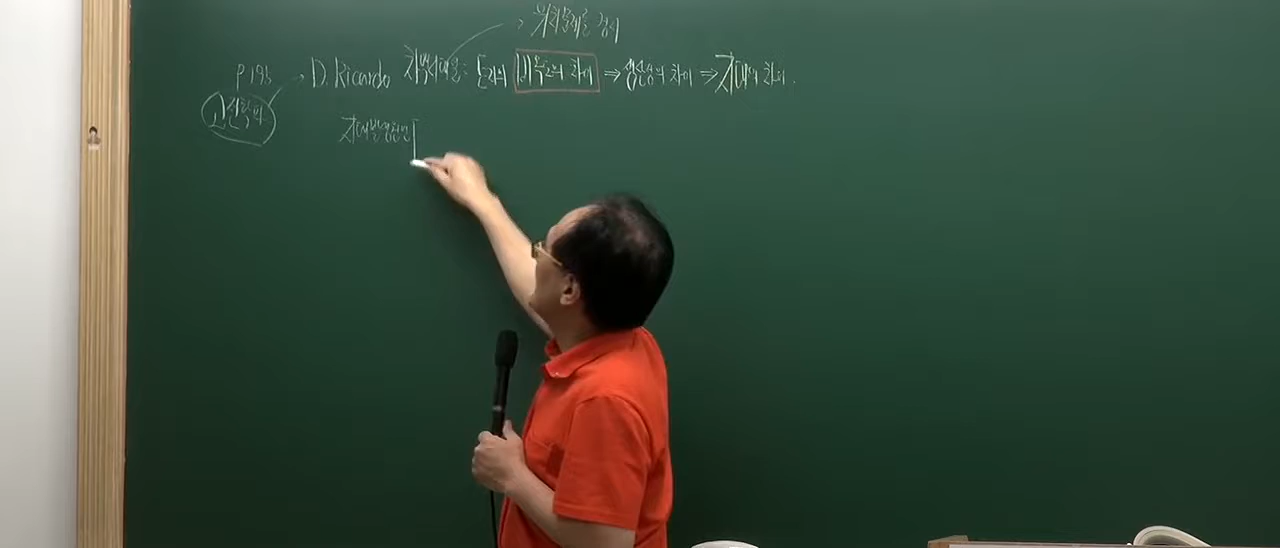 위치문제를 경시
P 195 D. Ricardo 차액지대론: 토지의 비옥도의 차이 ⇒ 생산성의 차이 ⇒ 지대의 차이.
고전학파
지대발생원인